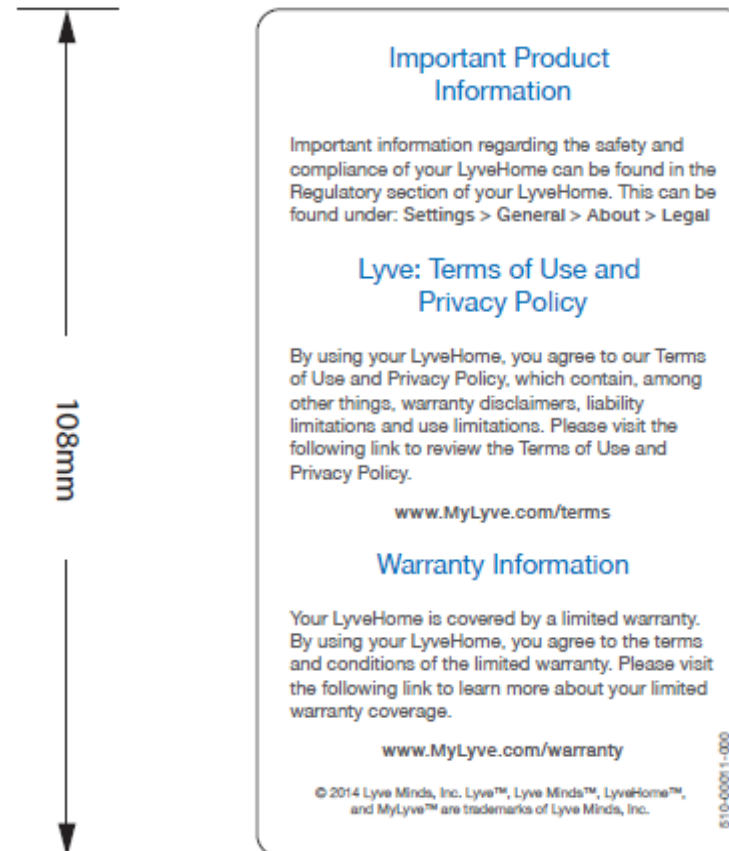 108mm
Important Product
Information
Important information regarding the safety and
compliance of your LyveHome can be found in the
Regulatory section of your LyveHome. This can be
found under: Settings > General > About > Legal
Lyve: Terms of Use and
Privacy Policy
By using your LyveHome, you agree to our Terms
of Use and Privacy Policy, which contain, among
other things, warranty disclaimers, liability
limitations and use limitations. Please visit the
following link to review the Terms of Use and
Privacy Policy.
www.MyLyve.com/terms
Warranty Information
Your LyveHome is covered by a limited warranty.
By using your LyveHome, you agree to the terms
and conditions of the limited warranty. Please visit
the following link to learn more about your limited
warranty coverage.
www.MyLyve.com/warranty
© 2014 Lyve Minds, Inc. Lyve™, Lyve Minds™, LyveHome™,
and MyLyve™ are trademarks of Lyve Minds, Inc.
510-00011-000